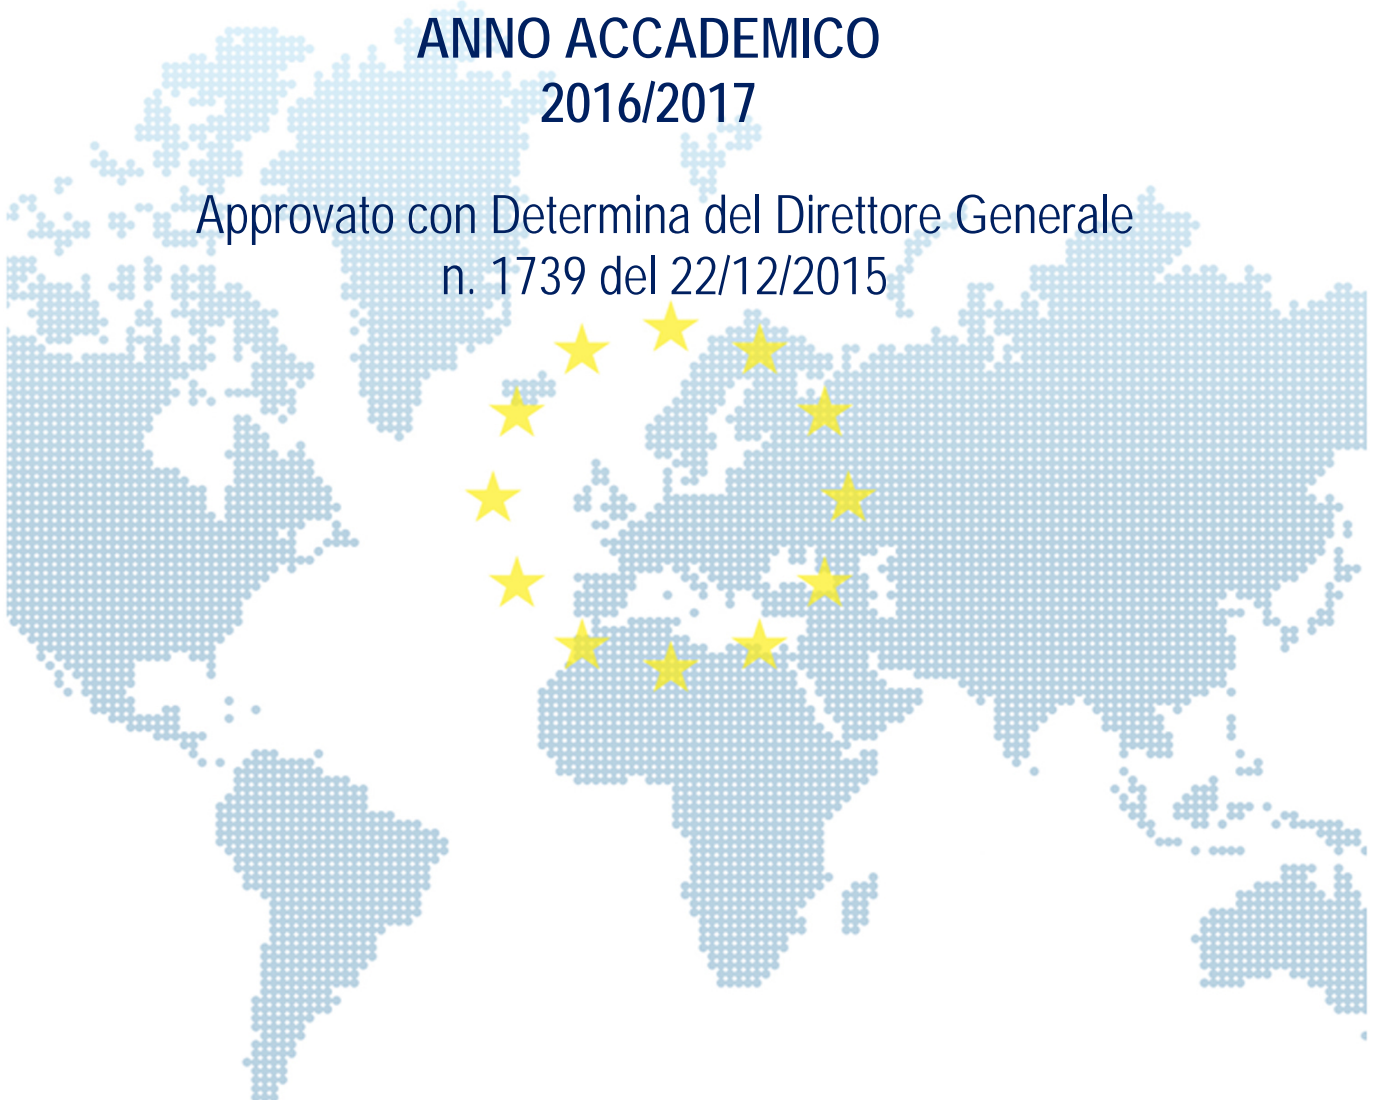 ANNO ACCADEMICO
2016/2017
Approvato con Determina del Direttore Generale
n. 1739 del 22/12/2015